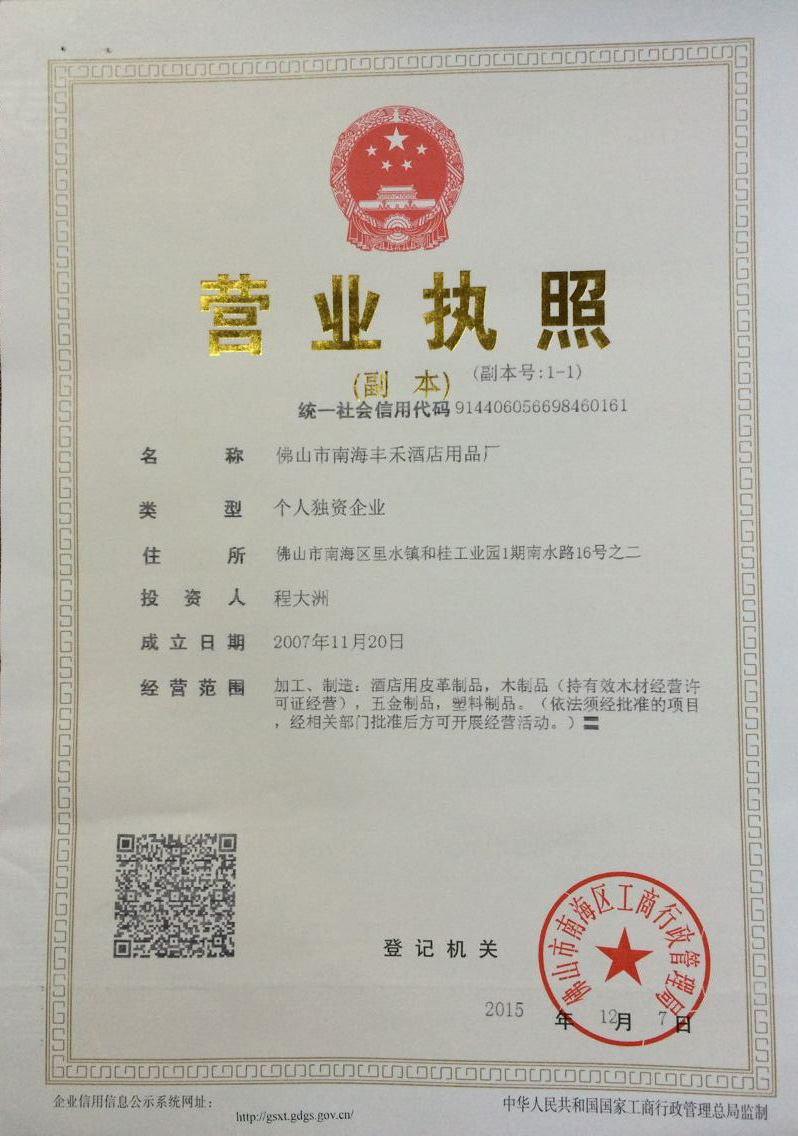 营业执照
(副 本) (副本号:1-1)
统一社会信用代码 914406056698460161
名 称 佛山市南海丰禾酒店用品厂
类 型 个人独资企业
住 所 佛山市南海区里水镇和桂工业园1期南水路16号之二
投 资 人 程大洲
成 立 日 期 2007年11月20日
经 营 范 围 加工、制造：酒店用皮革制品，木制品（持有效木材经营许
可证经营），五金制品，塑料制品。（依法须经批准的项目
，经相关部门批准后方可开展经营活动。）〓
佛山市南海区工商行政管理局
登 记 机 关
2015 年 12月 7 日
企业信用信息公示系统网址：
http://gsxt.gdgs.gov.cn/
中华人民共和国国家工商行政管理总局监制